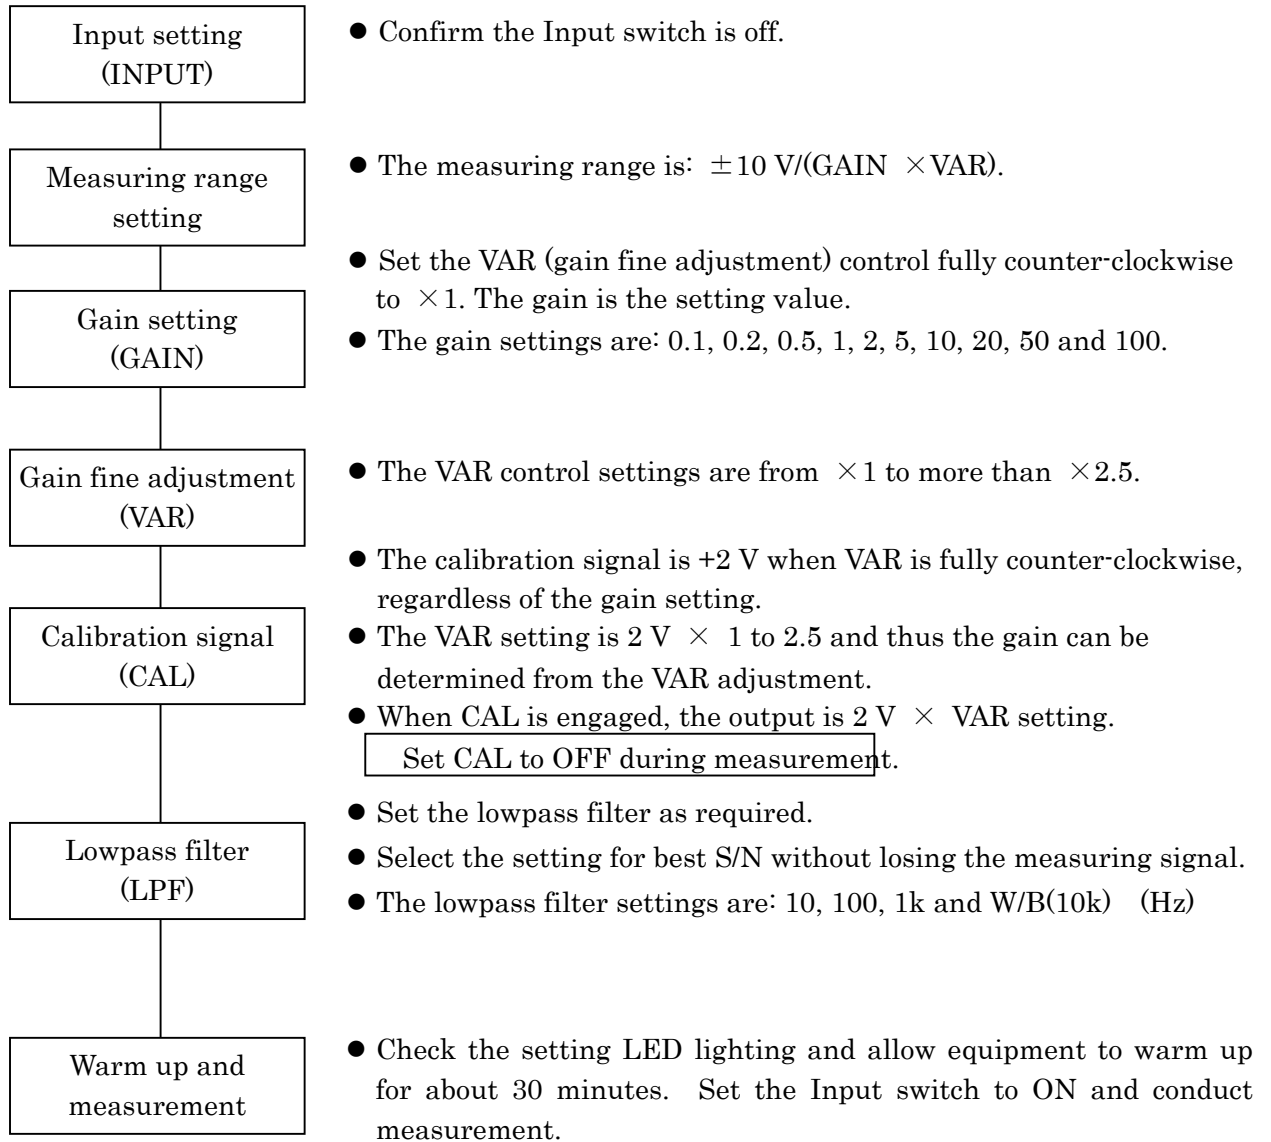 Input setting
(INPUT)
● Confirm the Input switch is off.
Measuring range
setting
● The measuring range is: ±10 V/(GAIN ×VAR).
Gain setting
(GAIN)
● Set the VAR (gain fine adjustment) control fully counter-clockwise
to ×1. The gain is the setting value.
● The gain settings are: 0.1, 0.2, 0.5, 1, 2, 5, 10, 20, 50 and 100.
Gain fine adjustment
(VAR)
● The VAR control settings are from ×1 to more than ×2.5.
Calibration signal
(CAL)
● The calibration signal is +2 V when VAR is fully counter-clockwise,
regardless of the gain setting.
● The VAR setting is 2 V × 1 to 2.5 and thus the gain can be
determined from the VAR adjustment.
● When CAL is engaged, the output is 2 V × VAR setting.
Set CAL to OFF during measurement.
Lowpass filter
(LPF)
● Set the lowpass filter as required.
● Select the setting for best S/N without losing the measuring signal.
● The lowpass filter settings are: 10, 100, 1k and W/B(10k) (Hz)
Warm up and
measurement
● Check the setting LED lighting and allow equipment to warm up
for about 30 minutes. Set the Input switch to ON and conduct
measurement.